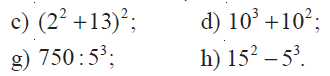 c) (2² +13)²; d) 10³ +10²;
g) 750 : 5³; h) 15² – 5³.